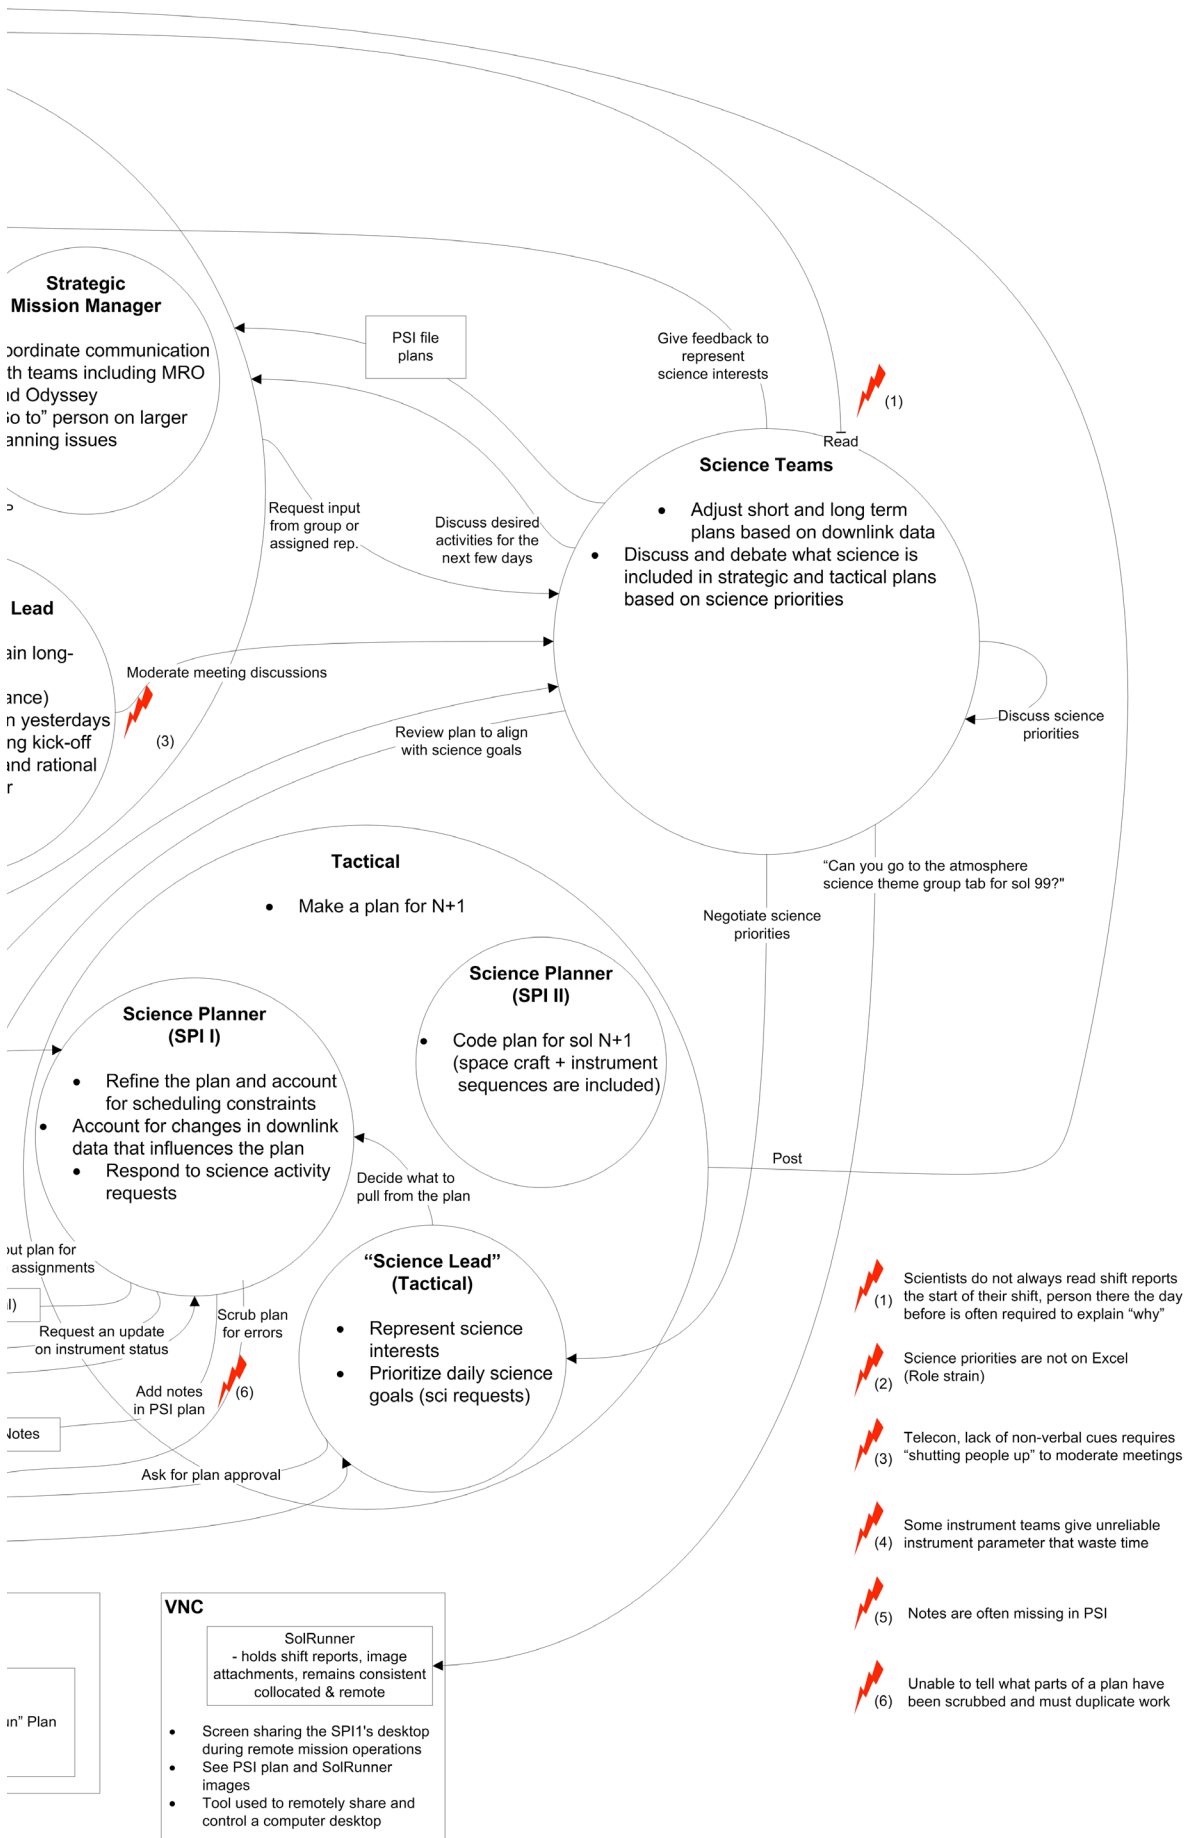 Strategic
Mission Manager
oordinate communication
th teams including MRO
nd Odyssey
Go to” person on larger
anning issues
PSI file
plans
Give feedback to
represent
science interests
(1)
Read
Science Teams
• Adjust short and long term
plans based on downlink data
• Discuss and debate what science is
included in strategic and tactical plans
based on science priorities
Request input
from group or
assigned rep.
Discuss desired
activities for the
next few days
Lead
ain long-
ance)
n yesterdays
ng kick-off
and rational
r
Moderate meeting discussions
(3)
Review plan to align
with science goals
Discuss science
priorities
Tactical
• Make a plan for N+1
“Can you go to the atmosphere
science theme group tab for sol 99?”
Negotiate science
priorities
Science Planner
(SPI II)
• Code plan for sol N+1
(space craft + instrument
sequences are included)
Science Planner
(SPI I)
• Refine the plan and account
for scheduling constraints
• Account for changes in downlink
data that influences the plan
• Respond to science activity
requests
Decide what to
pull from the plan
Post
out plan for
assignments
l)
Request an update
on instrument status
Scrub plan
for errors
(6)
Add notes
in PSI plan
Notes
Ask for plan approval
“Science Lead”
(Tactical)
• Represent science
interests
• Prioritize daily science
goals (sci requests)
(1) Scientists do not always read shift reports
the start of their shift, person there the day
before is often required to explain “why”
(2) Science priorities are not on Excel
(Role strain)
(3) Telecon, lack of non-verbal cues requires
“shutting people up” to moderate meetings
(4) Some instrument teams give unreliable
instrument parameter that waste time
(5) Notes are often missing in PSI
(6) Unable to tell what parts of a plan have
been scrubbed and must duplicate work
un” Plan
VNC
SolRunner
- holds shift reports, image
attachments, remains consistent
collocated & remote
• Screen sharing the SPI1's desktop
during remote mission operations
• See PSI plan and SolRunner
images
• Tool used to remotely share and
control a computer desktop